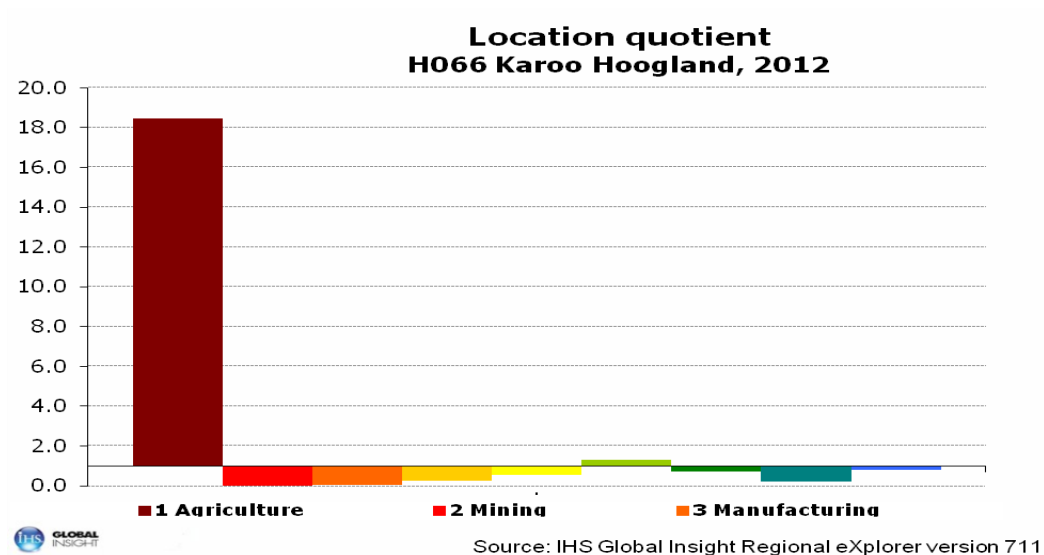 Location quotient
H066 Karoo Hoogland, 2012
20.0
18.0
16.0
14.0
12.0
10.0
8.0
6.0
4.0
2.0
0.0
1 Agriculture 2 Mining 3 Manufacturing
IHS GLOBAL INSIGHT
Source: IHS Global Insight Regional eXplorer version 711